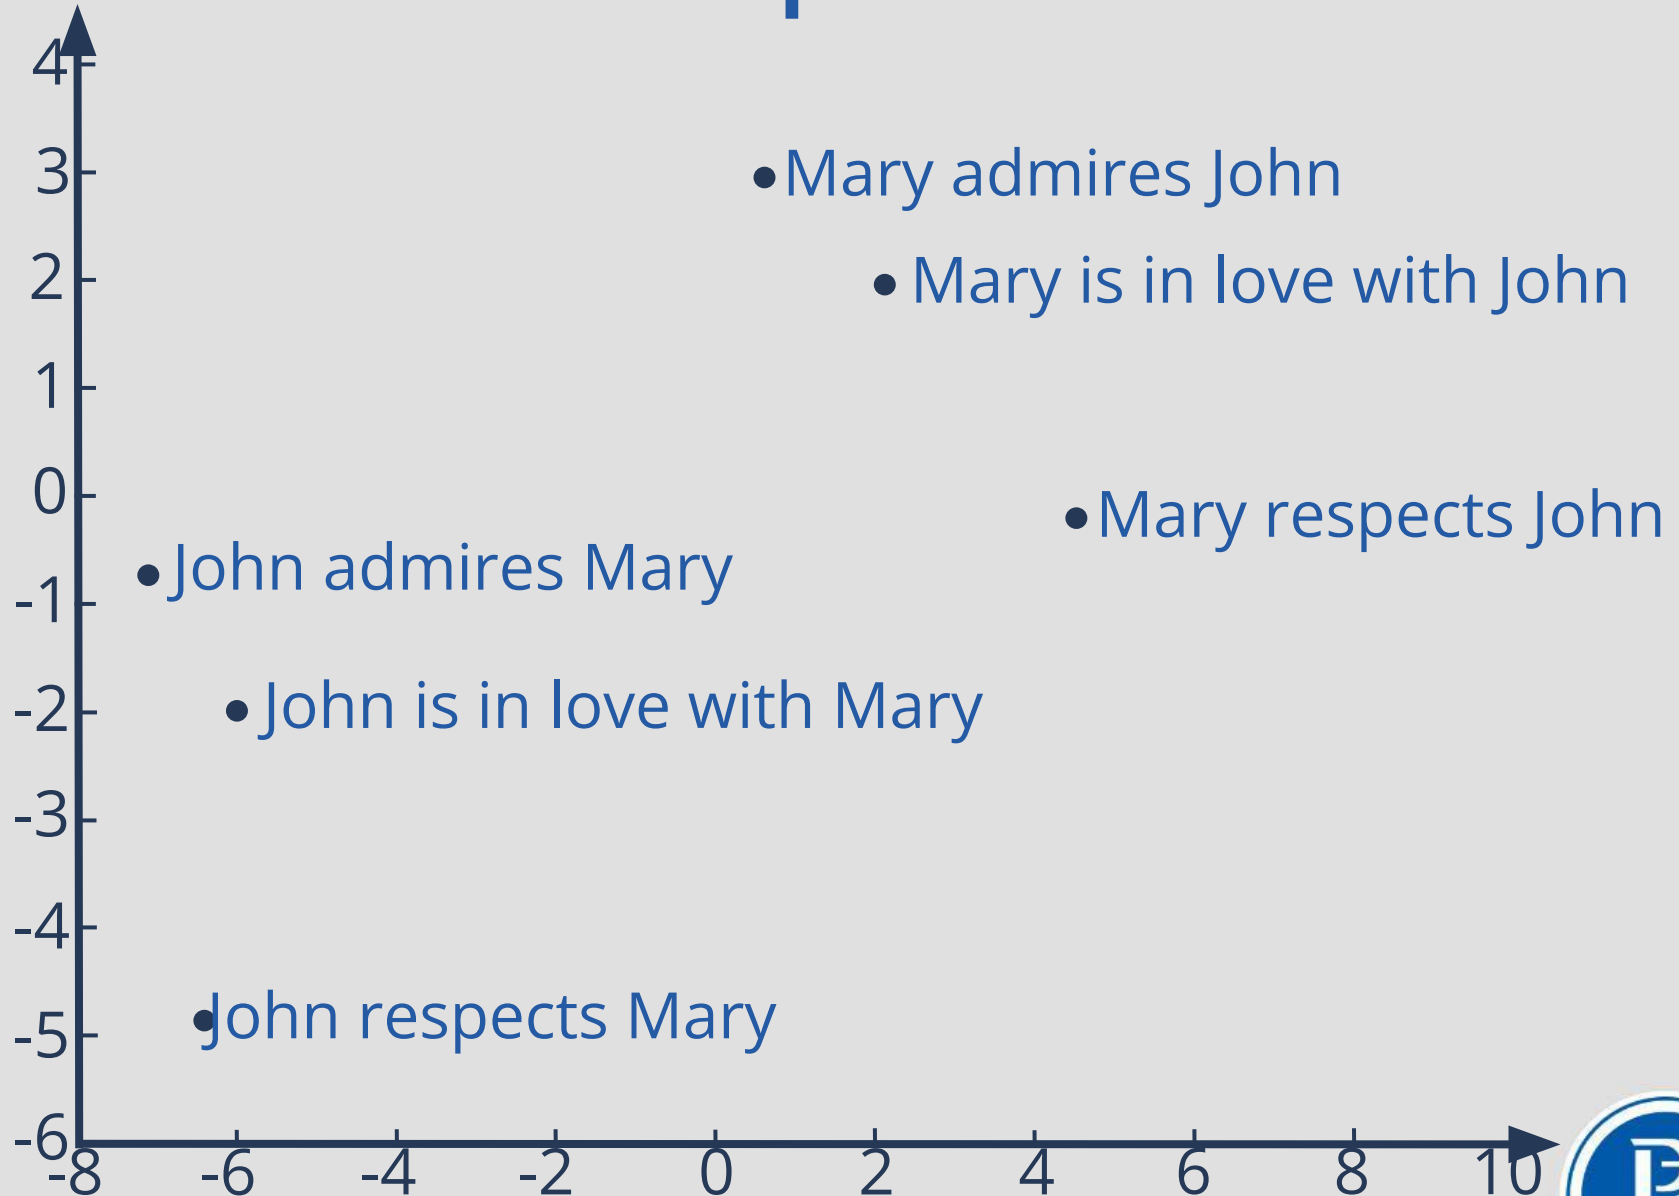 4
3
Mary admires John
2
Mary is in love with John
1
0
Mary respects John
John admires Mary
-1
-2
John is in love with Mary
-3
-4
John respects Mary
-5
-6
-8 -6 -4 -2 0 2 4 6 8 10